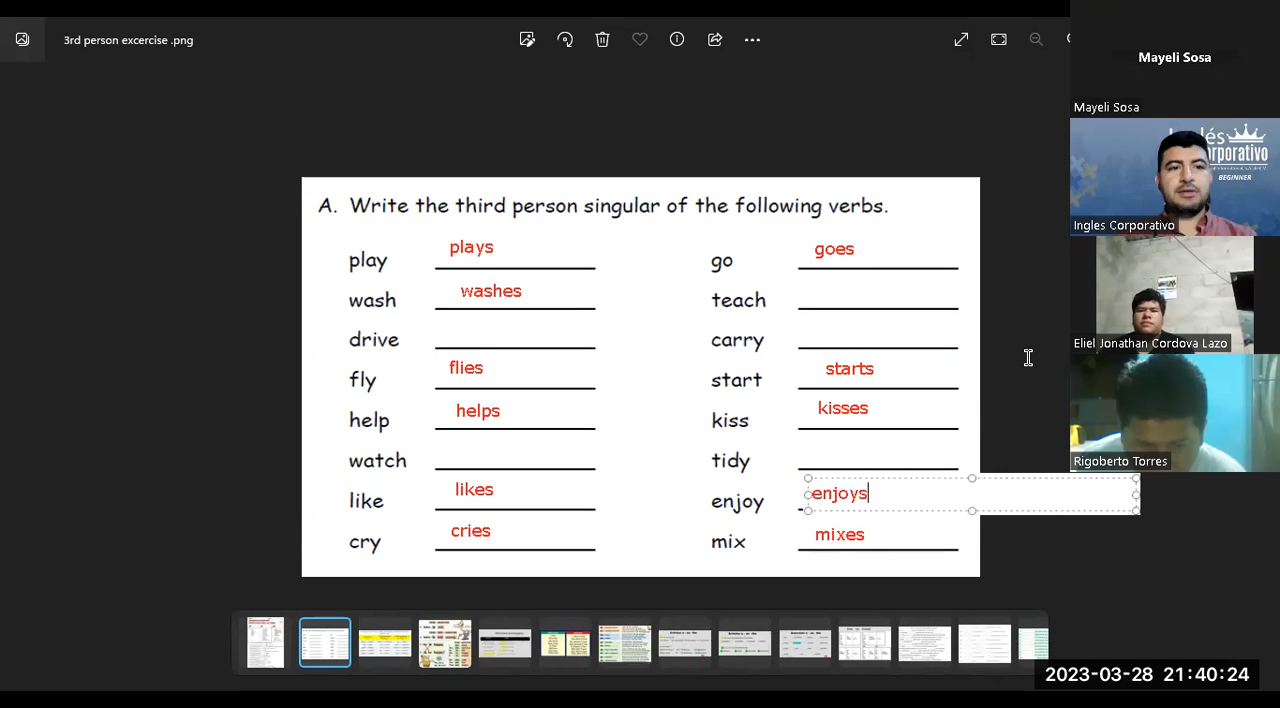 3rd person excercise .png
Mayeli Sosa
Mayeli Sosa
Inglés
Corporativo
BEGINNER
Ingles Corporativo
Eliel Jonathan Cordova Lazo
Rigoberto Torres
A. Write the third person singular of the following verbs.
play plays go goes
wash washes teach
drive carry
fly flies start starts
help helps kiss kisses
watch tidy
like likes enjoy enjoys
cry cries mix mixes
2023-03-28 21:40:24